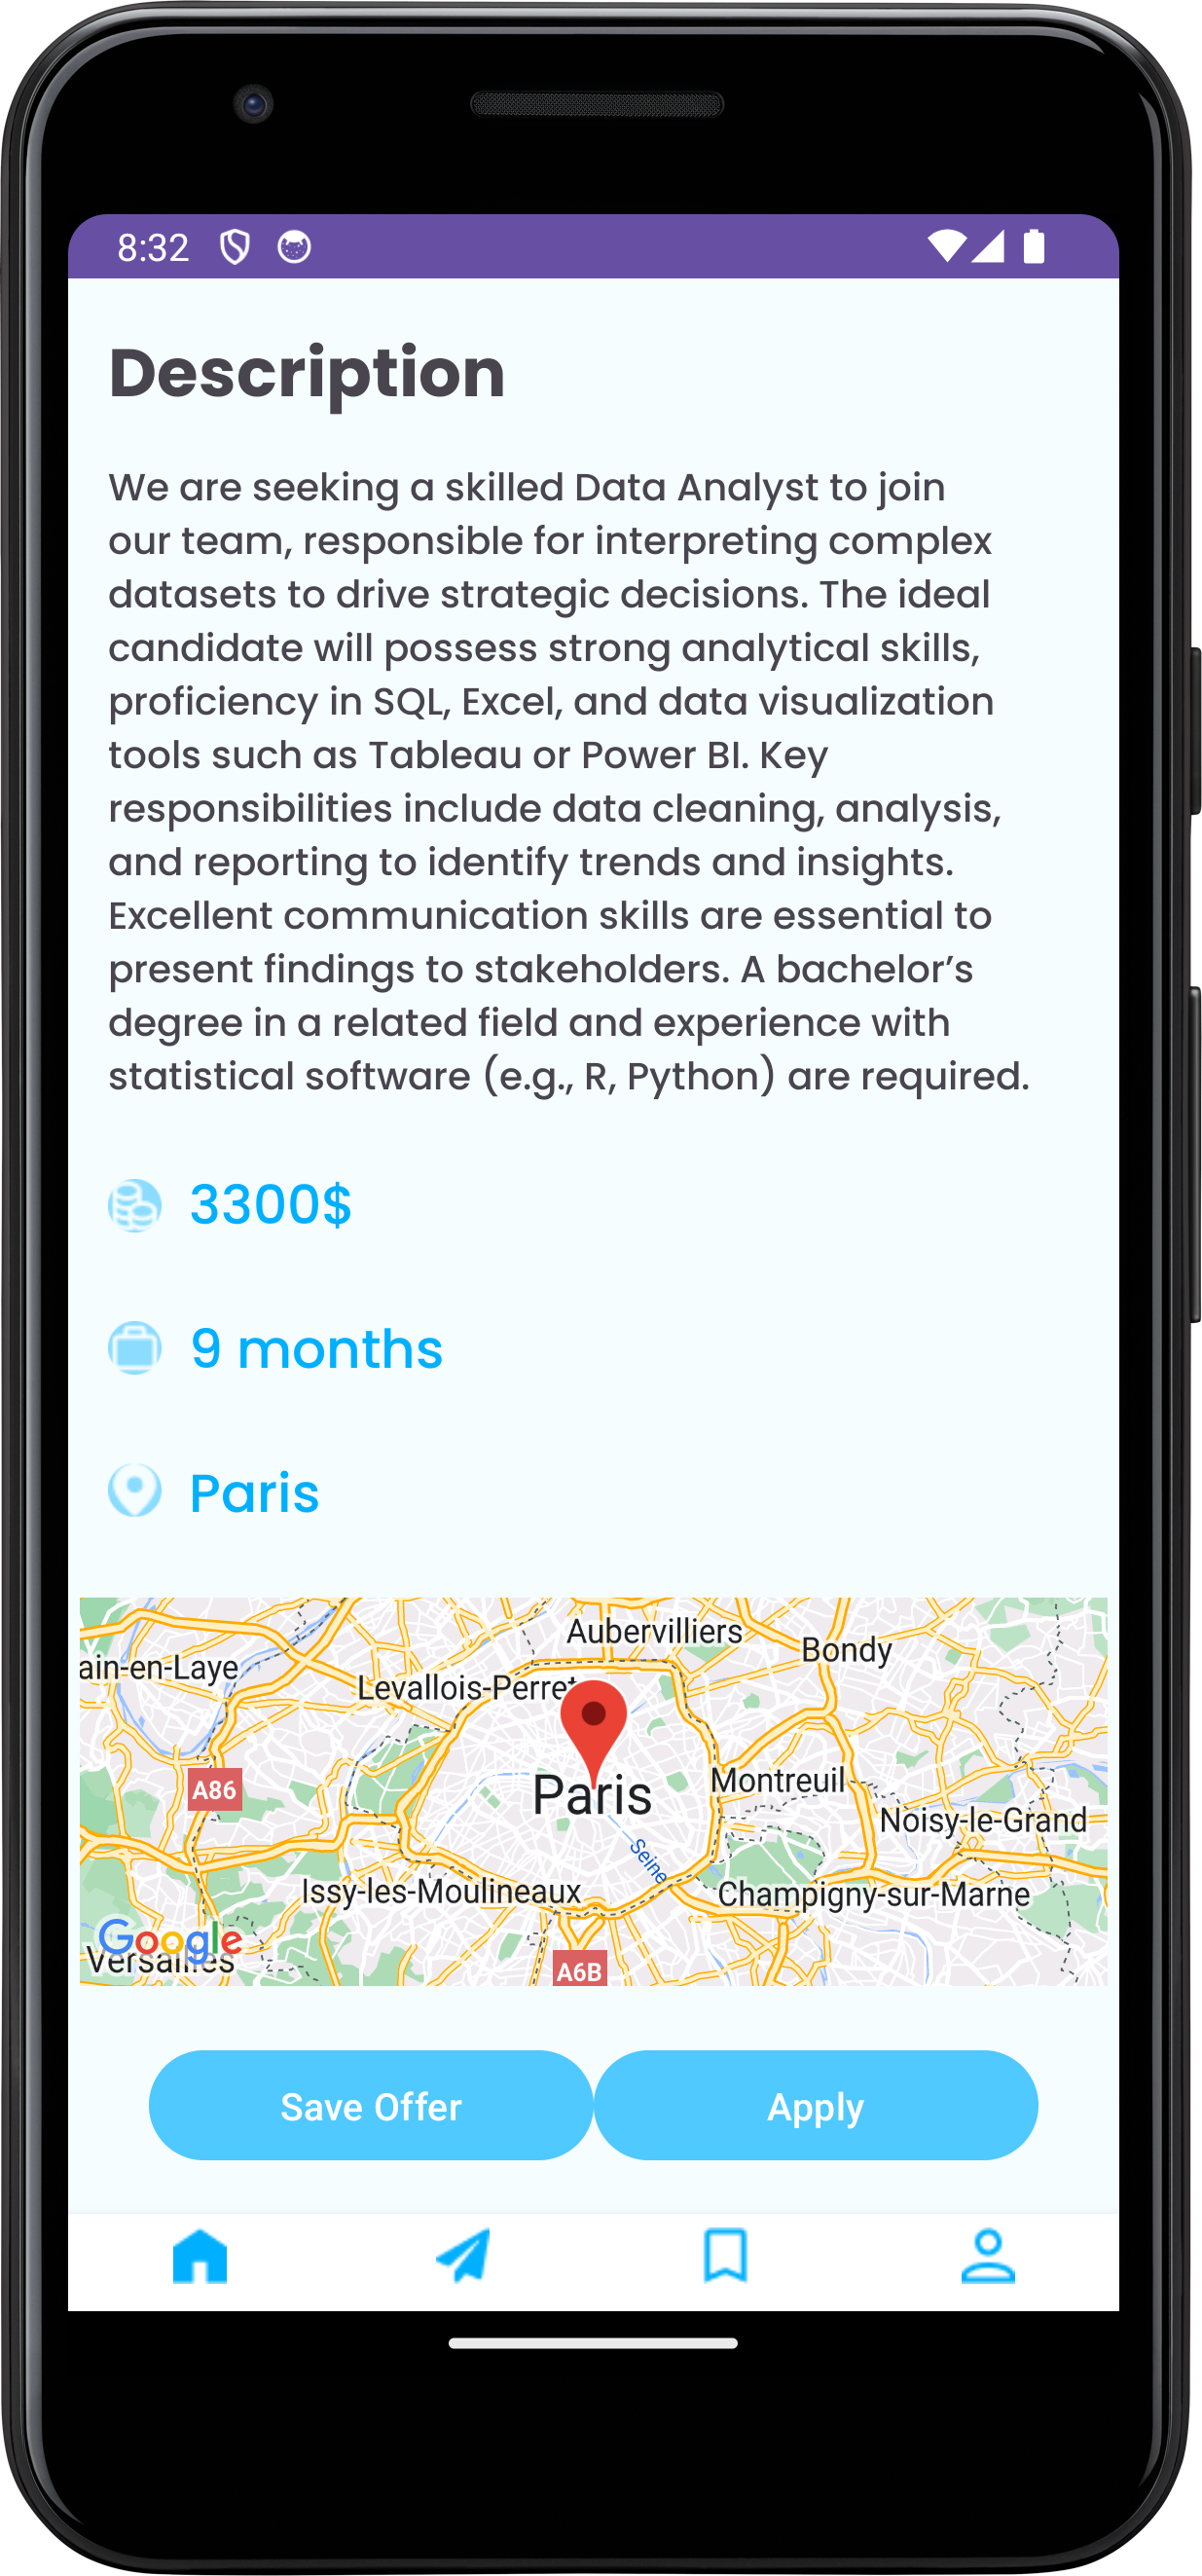 8:32
Description
We are seeking a skilled Data Analyst to join
our team, responsible for interpreting complex
datasets to drive strategic decisions. The ideal
candidate will possess strong analytical skills,
proficiency in SQL, Excel, and data visualization
tools such as Tableau or Power BI. Key
responsibilities include data cleaning, analysis,
and reporting to identify trends and insights.
Excellent communication skills are essential to
present findings to stakeholders. A bachelor’s
degree in a related field and experience with
statistical software (e.g., R, Python) are required.
3300$
9 months
Paris
Aubervilliers
Bondy
ain-en-Laye
Levallois-Perret
A86
Paris
Montreuil
Noisy-le-Grand
Seine
Issy-les-Moulineaux
Champigny-sur-Marne
Google
Versailles
A6B
Save Offer
Apply